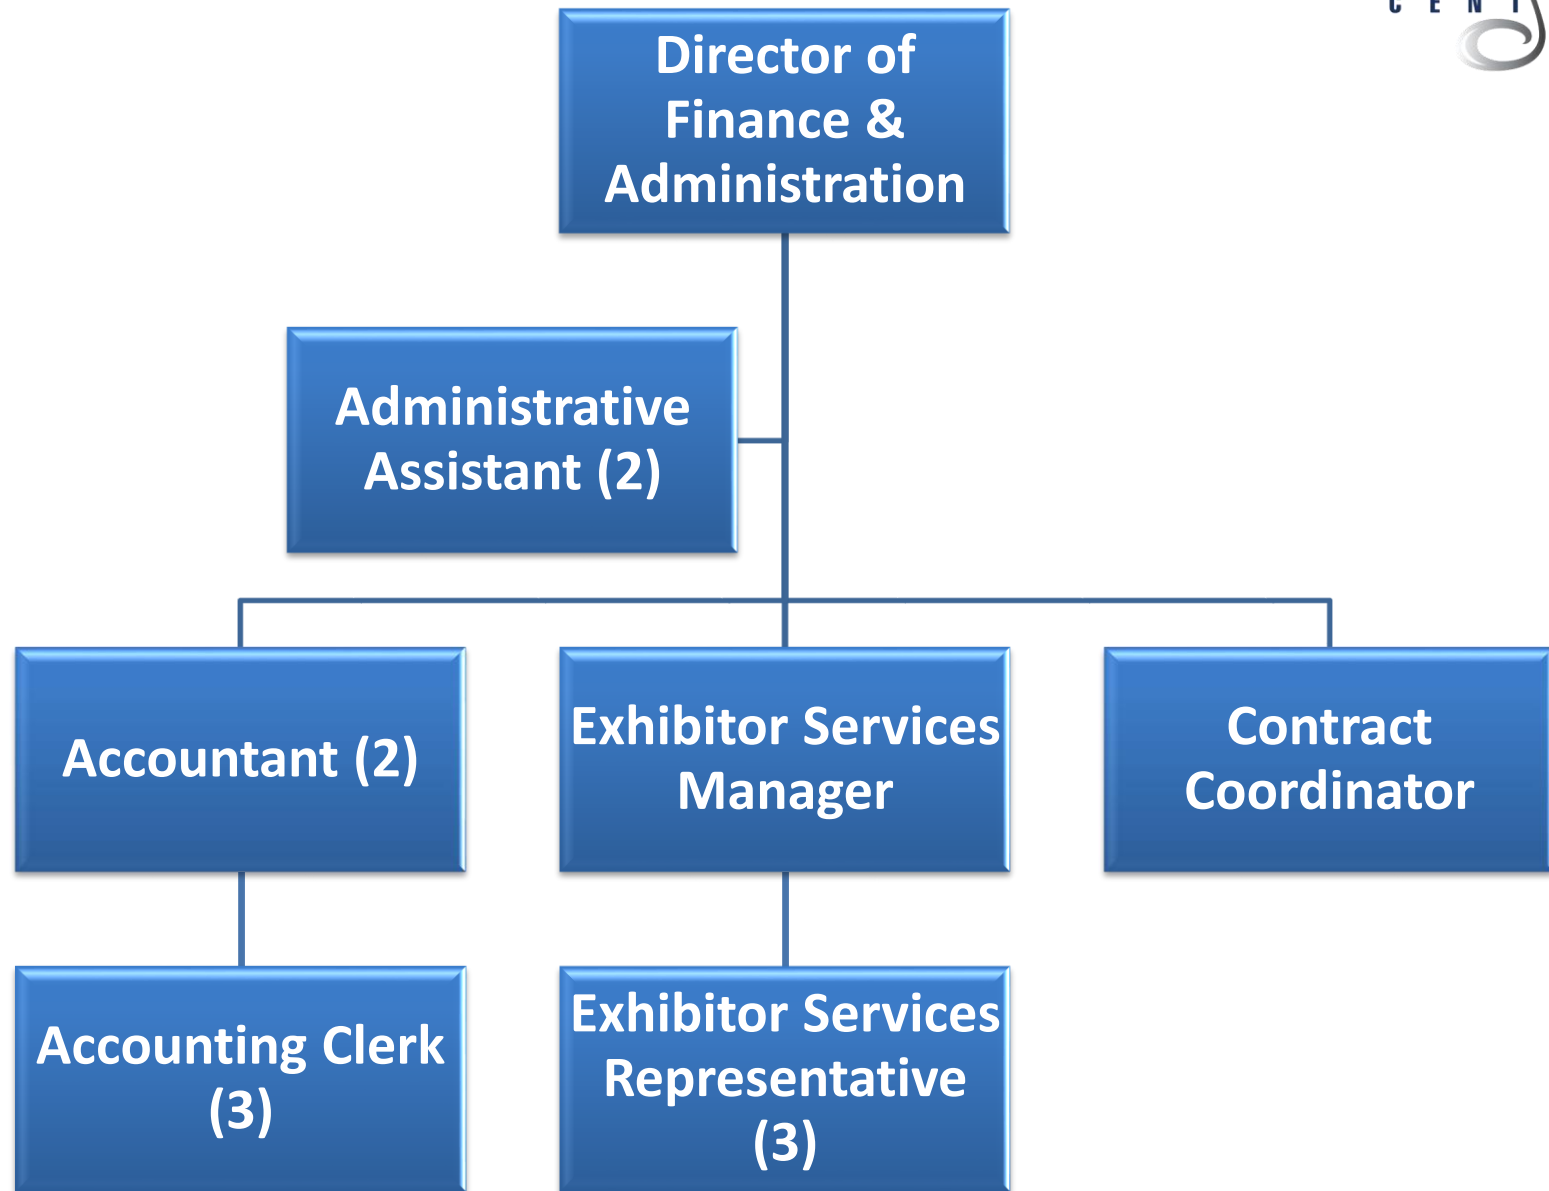 Director of
Finance &
Administration
Administrative
Assistant (2)
Accountant (2)
Exhibitor Services
Manager
Contract
Coordinator
Accounting Clerk
(3)
Exhibitor Services
Representative
(3)